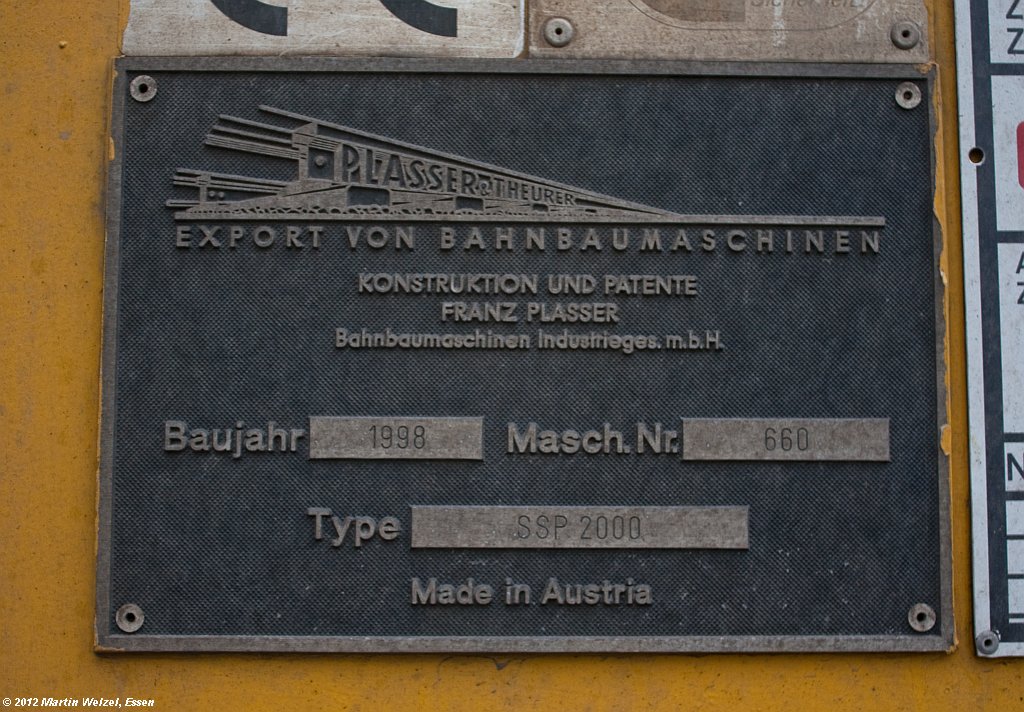 PLASSER & THEURER
EXPORT VON BAHNBAUMASCHINEN
KONSTRUKTION UND PATENTE
FRANZ PLASSER
Bahnbaumaschinen Industrieges. m.b.H.
Baujahr 1998 Masch. Nr. 660
Type SSP 2000
Made in Austria
© 2012 Martin Welzel, Essen